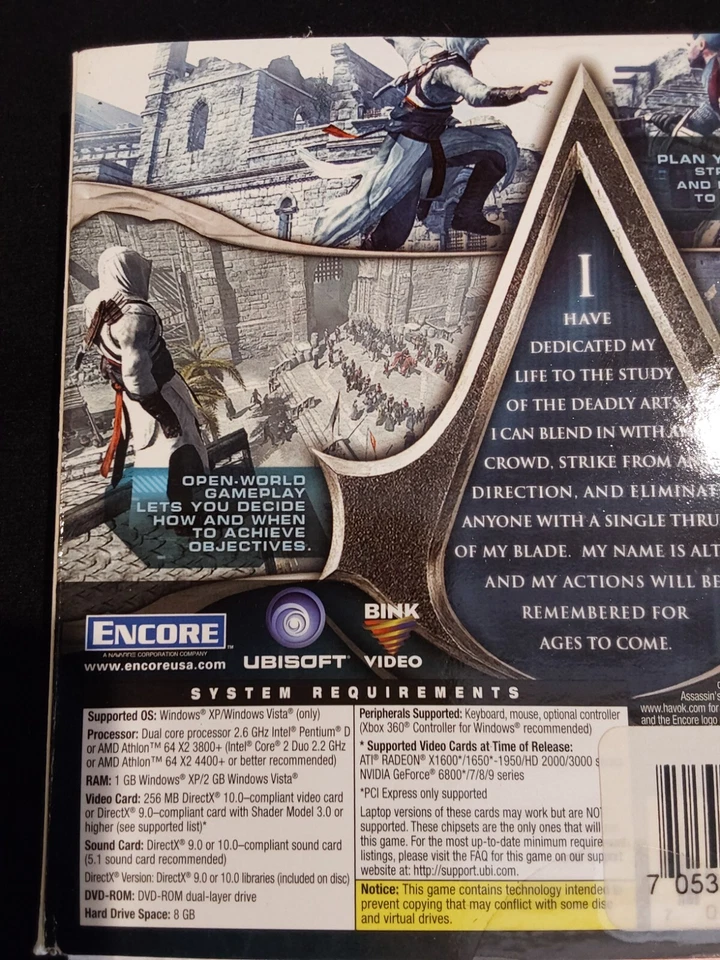 PLAN
AND
TO
I
HAVE
DEDICATED MY
LIFE TO THE STUDY
OF THE DEADLY ARTS.
I CAN BLEND IN WITH
CROWD, STRIKE FROM
DIRECTION, AND
ANYONE WITH A SINGLE
OF MY BLADE. MY NAME IS
AND MY ACTIONS WILL BE
REMEMBERED FOR
AGES TO COME.
OPEN-WORLD
GAMEPLAY
LETS YOU DECIDE
HOW AND WHEN
TO ACHIEVE
OBJECTIVES.
ENCORE™
A NAVARRE CORPORATION COMPANY
www.encoreusa.com
UBISOFT®
BINK
VIDEO
Assassin's
www.havok.com for
and the Encore logo
SYSTEM REQUIREMENTS
Supported OS: Windows® XP/Windows Vista® (only)
Processor: Dual core processor 2.6 GHz Intel® Pentium® D
or AMD Athlon™ 64 X2 3800+ (Intel® Core® 2 Duo 2.2 GHz
or AMD Athlon™ 64 X2 4400+ or better recommended)
RAM: 1 GB Windows® XP/2 GB Windows Vista®
Video Card: 256 MB DirectX® 10.0–compliant video card
or DirectX® 9.0–compliant card with Shader Model 3.0 or
higher (see supported list)*
Sound Card: DirectX® 9.0 or 10.0–compliant sound card
(5.1 sound card recommended)
DirectX® Version: DirectX® 9.0 or 10.0 libraries (included on disc)
DVD-ROM: DVD-ROM dual-layer drive
Hard Drive Space: 8 GB
Peripherals Supported: Keyboard, mouse, optional controller
(Xbox 360® Controller for Windows® recommended)
* Supported Video Cards at Time of Release:
ATI® RADEON® X1600*/1650*-1950/HD 2000/3000
NVIDIA GeForce® 6800*/7/8/9 series
*PCI Express only supported
Laptop versions of these cards may work but are NOT
supported. These chipsets are the only ones that will
this game. For the most up-to-date minimum require
listings, please visit the FAQ for this game on our
website at: http://support.ubi.com.
Notice: This game contains technology intended
prevent copying that may conflict with some disc
and virtual drives.
7 053